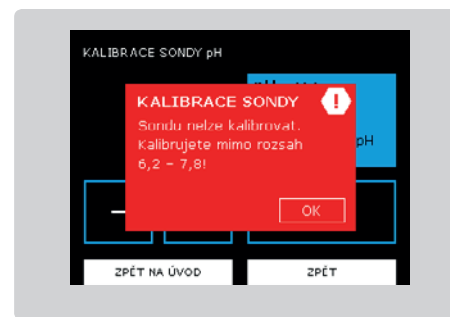 KALIBRACE SONDY pH
KALIBRACE SONDY !
Sondu nelze kalibrovat.
Kalibrujete mimo rozsah
6,2 – 7,8!
pH
OK
ZPĚT NA ÚVOD
ZPĚT